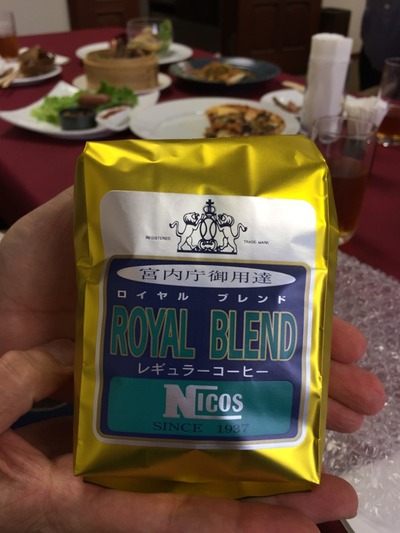 REGISTERED TRADE MARK
宮内庁御用達
ロイヤル ブレンド
ROYAL BLEND
レギュラーコーヒー
NICOS
SINCE 1937